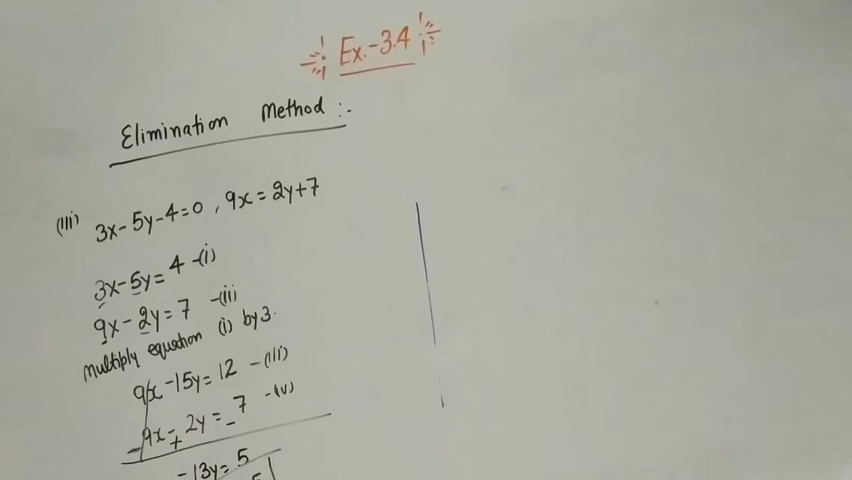 Ex.-3.4
Elimination Method :-
(iii) 3x-5y-4=0 , 9x=2y+7
3x-5y=4 -(i)
9x-2y=7 -(ii)
Multiply equation (i) by 3.
9x-15y=12 -(iii)
-9x-+2y=-7 -(v)
-13y=5
5